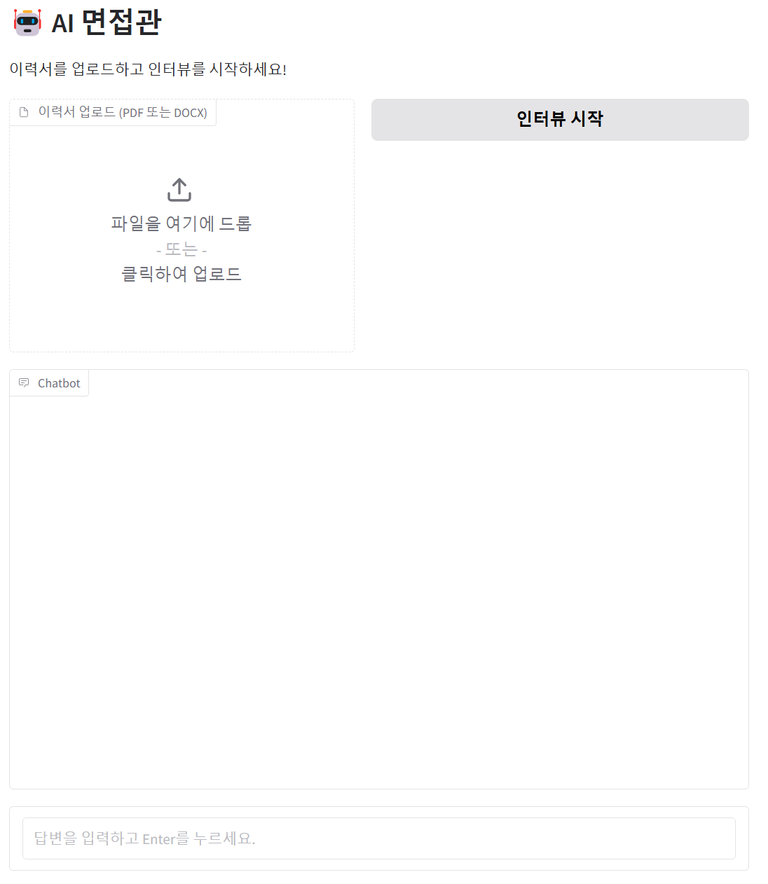 AI 면접관
이력서를 업로드하고 인터뷰를 시작하세요!
이력서 업로드 (PDF 또는 DOCX)
파일을 여기에 드롭
- 또는 -
클릭하여 업로드
인터뷰 시작
Chatbot
답변을 입력하고 Enter를 누르세요.